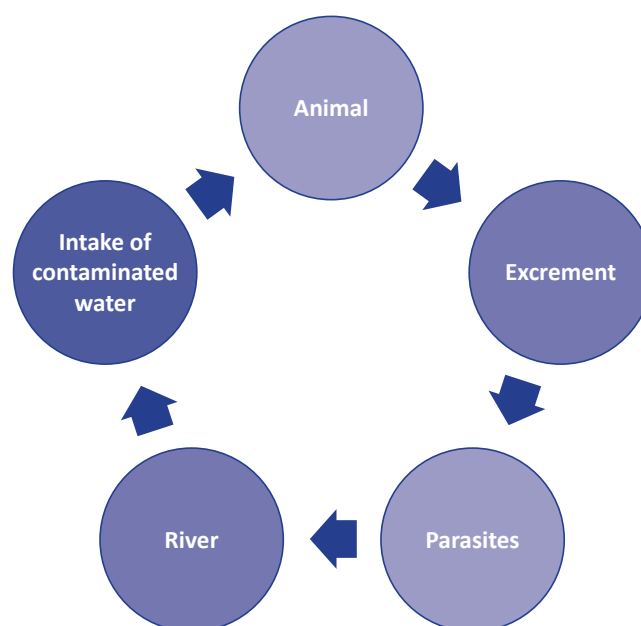 Animal
Excrement
Parasites
River
Intake of
contaminated
water